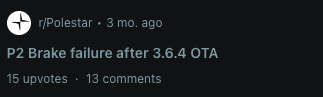 r/Polestar • 3 mo. ago
P2 Brake failure after 3.6.4 OTA
15 upvotes · 13 comments